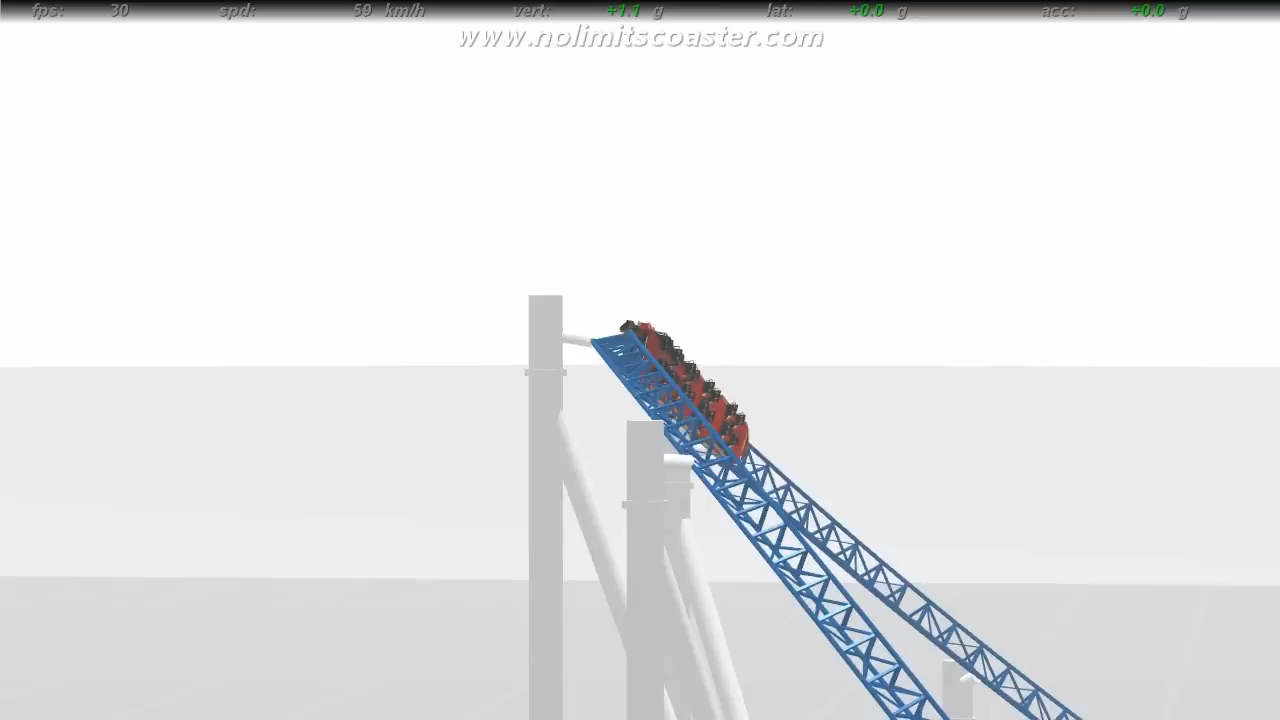 fps: 30 spd: 59 km/h vert: +1.1 g lat: +0.0 g acc: +0.0 g
www.nolimitscoaster.com